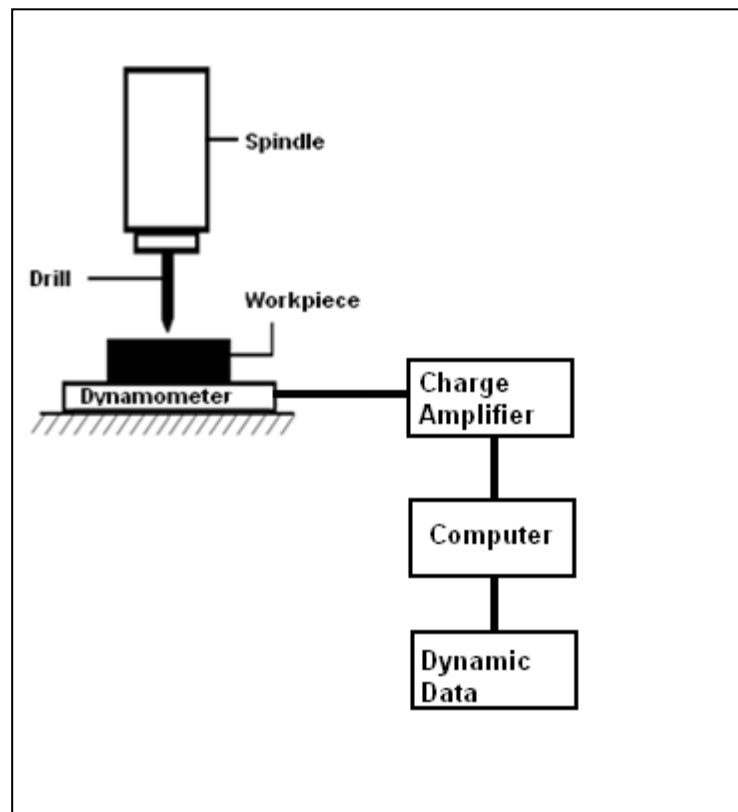 Spindle
Drill
Workpiece
Dynamometer
Charge
Amplifier
Computer
Dynamic
Data